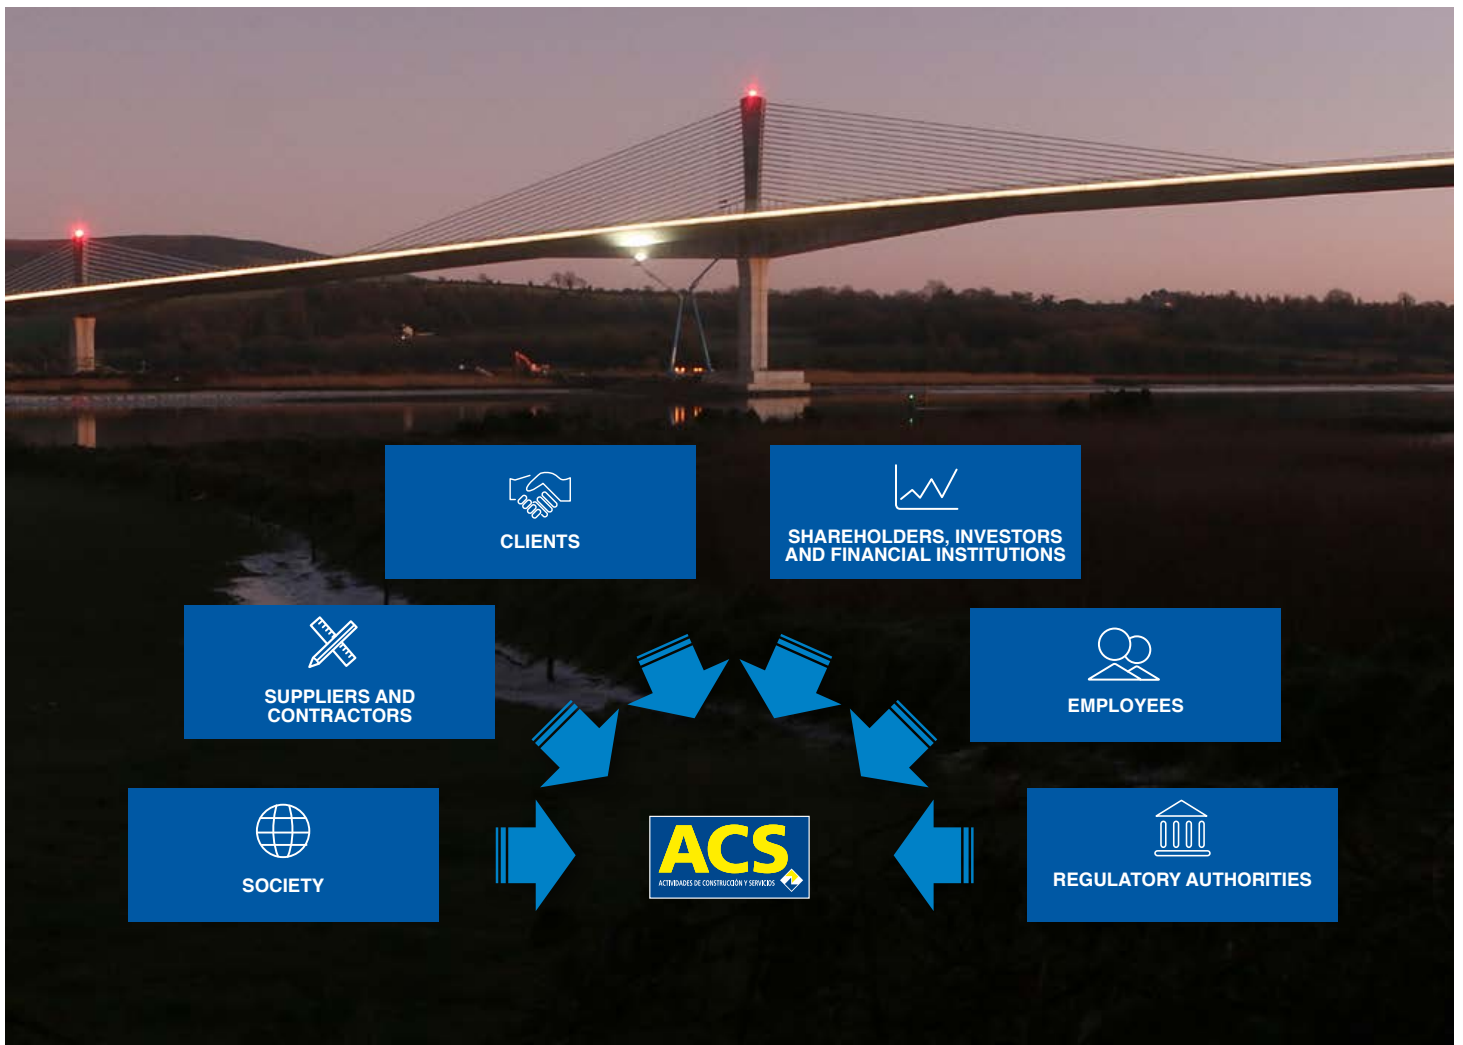 CLIENTS
SHAREHOLDERS, INVESTORS
AND FINANCIAL INSTITUTIONS
SUPPLIERS AND
CONTRACTORS
EMPLOYEES
SOCIETY
ACS
ACTIVIDADES DE CONSTRUCCIÓN Y SERVICIOS
REGULATORY AUTHORITIES